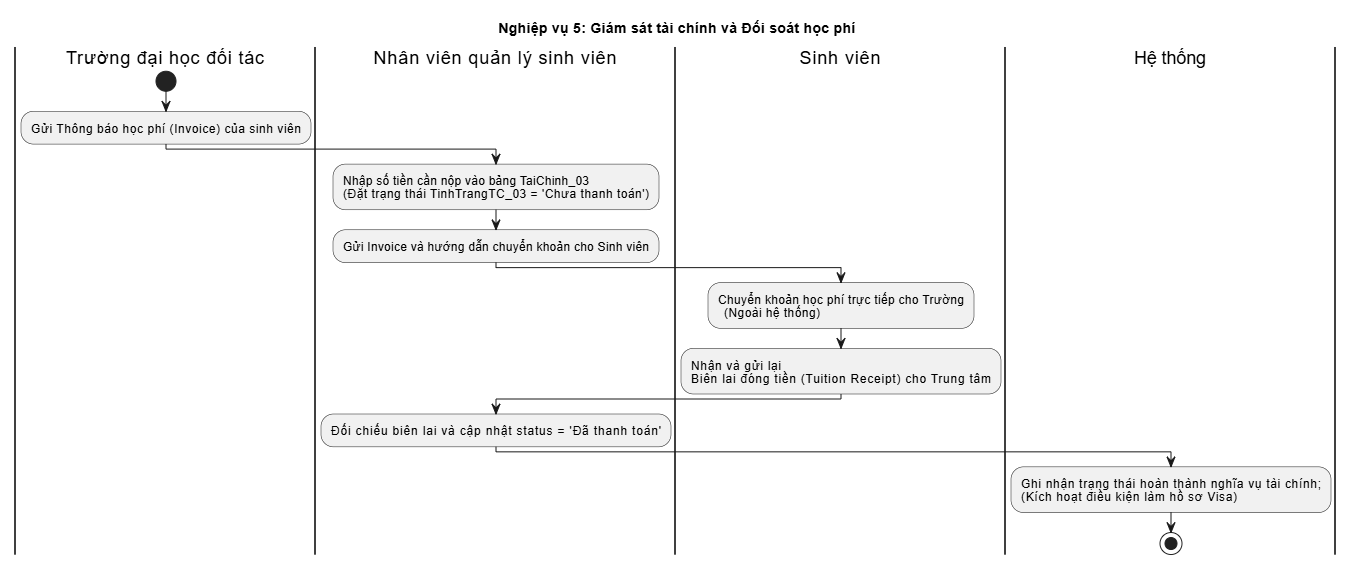 Nghiệp vụ 5: Giám sát tài chính và Đối soát học phí
Trường đại học đối tác
Nhân viên quản lý sinh viên
Sinh viên
Hệ thống
Gửi Thông báo học phí (Invoice) của sinh viên
Nhập số tiền cần nộp vào bảng TaiChinh_03
(Đặt trạng thái TinhTrangTC_03 = 'Chưa thanh toán')
Gửi Invoice và hướng dẫn chuyển khoản cho Sinh viên
Chuyển khoản học phí trực tiếp cho Trường
(Ngoài hệ thống)
Nhận và gửi lại
Biên lai đóng tiền (Tuition Receipt) cho Trung tâm
Đối chiếu biên lai và cập nhật status = 'Đã thanh toán'
Ghi nhận trạng thái hoàn thành nghĩa vụ tài chính;
(Kích hoạt điều kiện làm hồ sơ Visa)